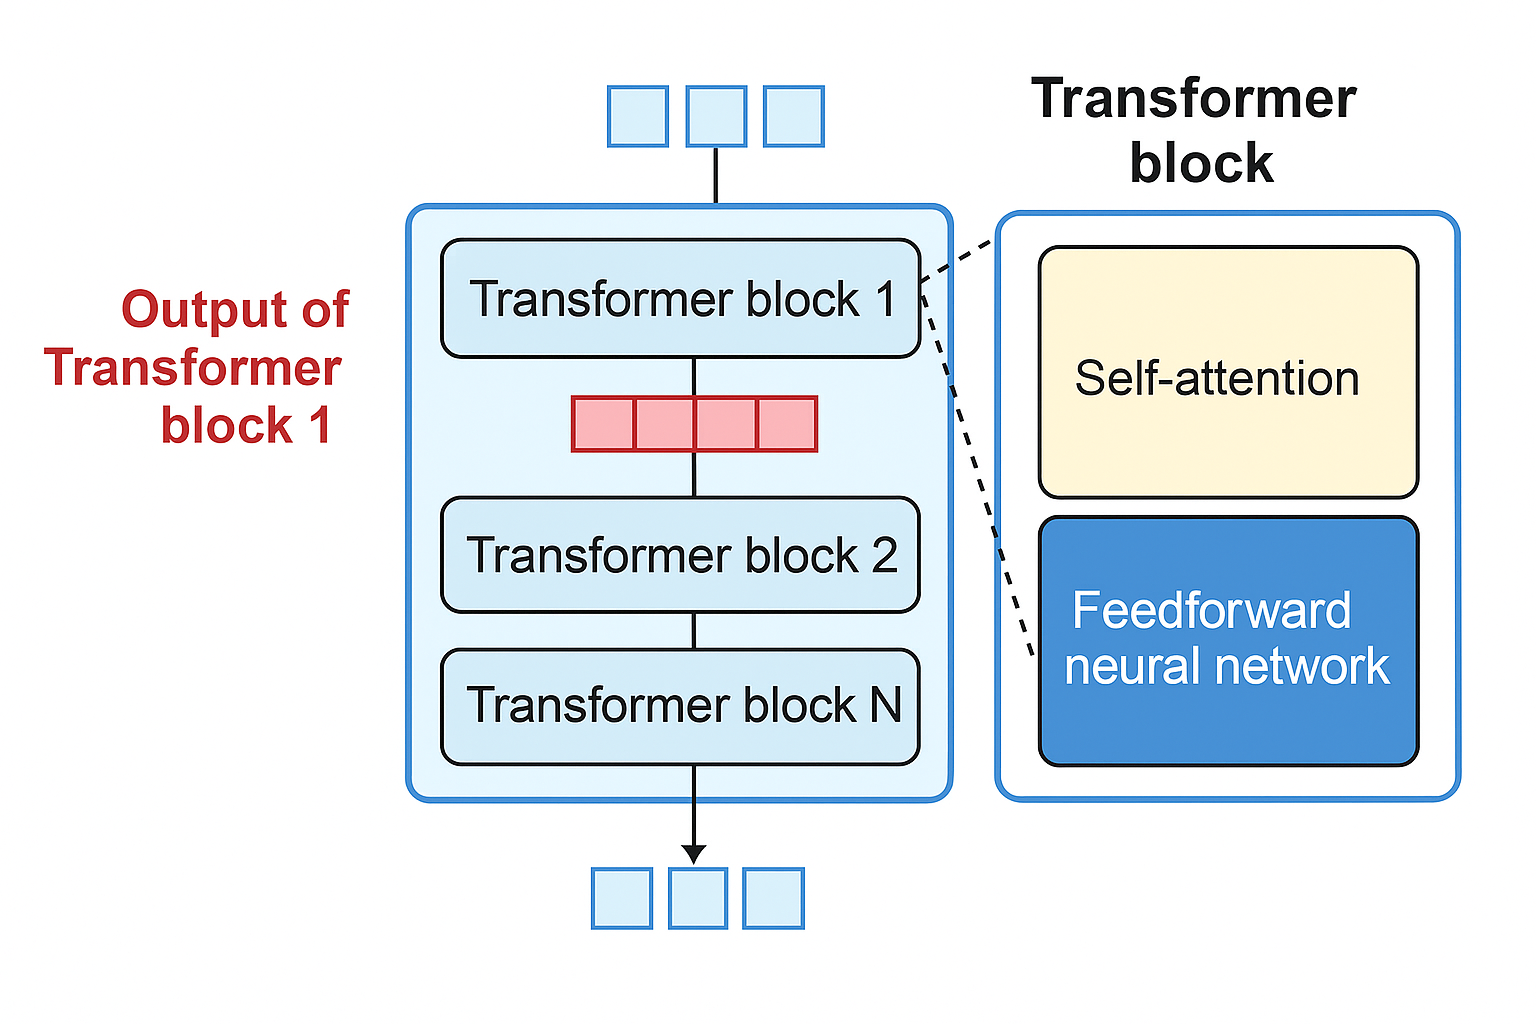 Transformer
block
Output of
Transformer
block 1
Transformer block 1
Transformer block 2
Transformer block N
Self-attention
Feedforward
neural network